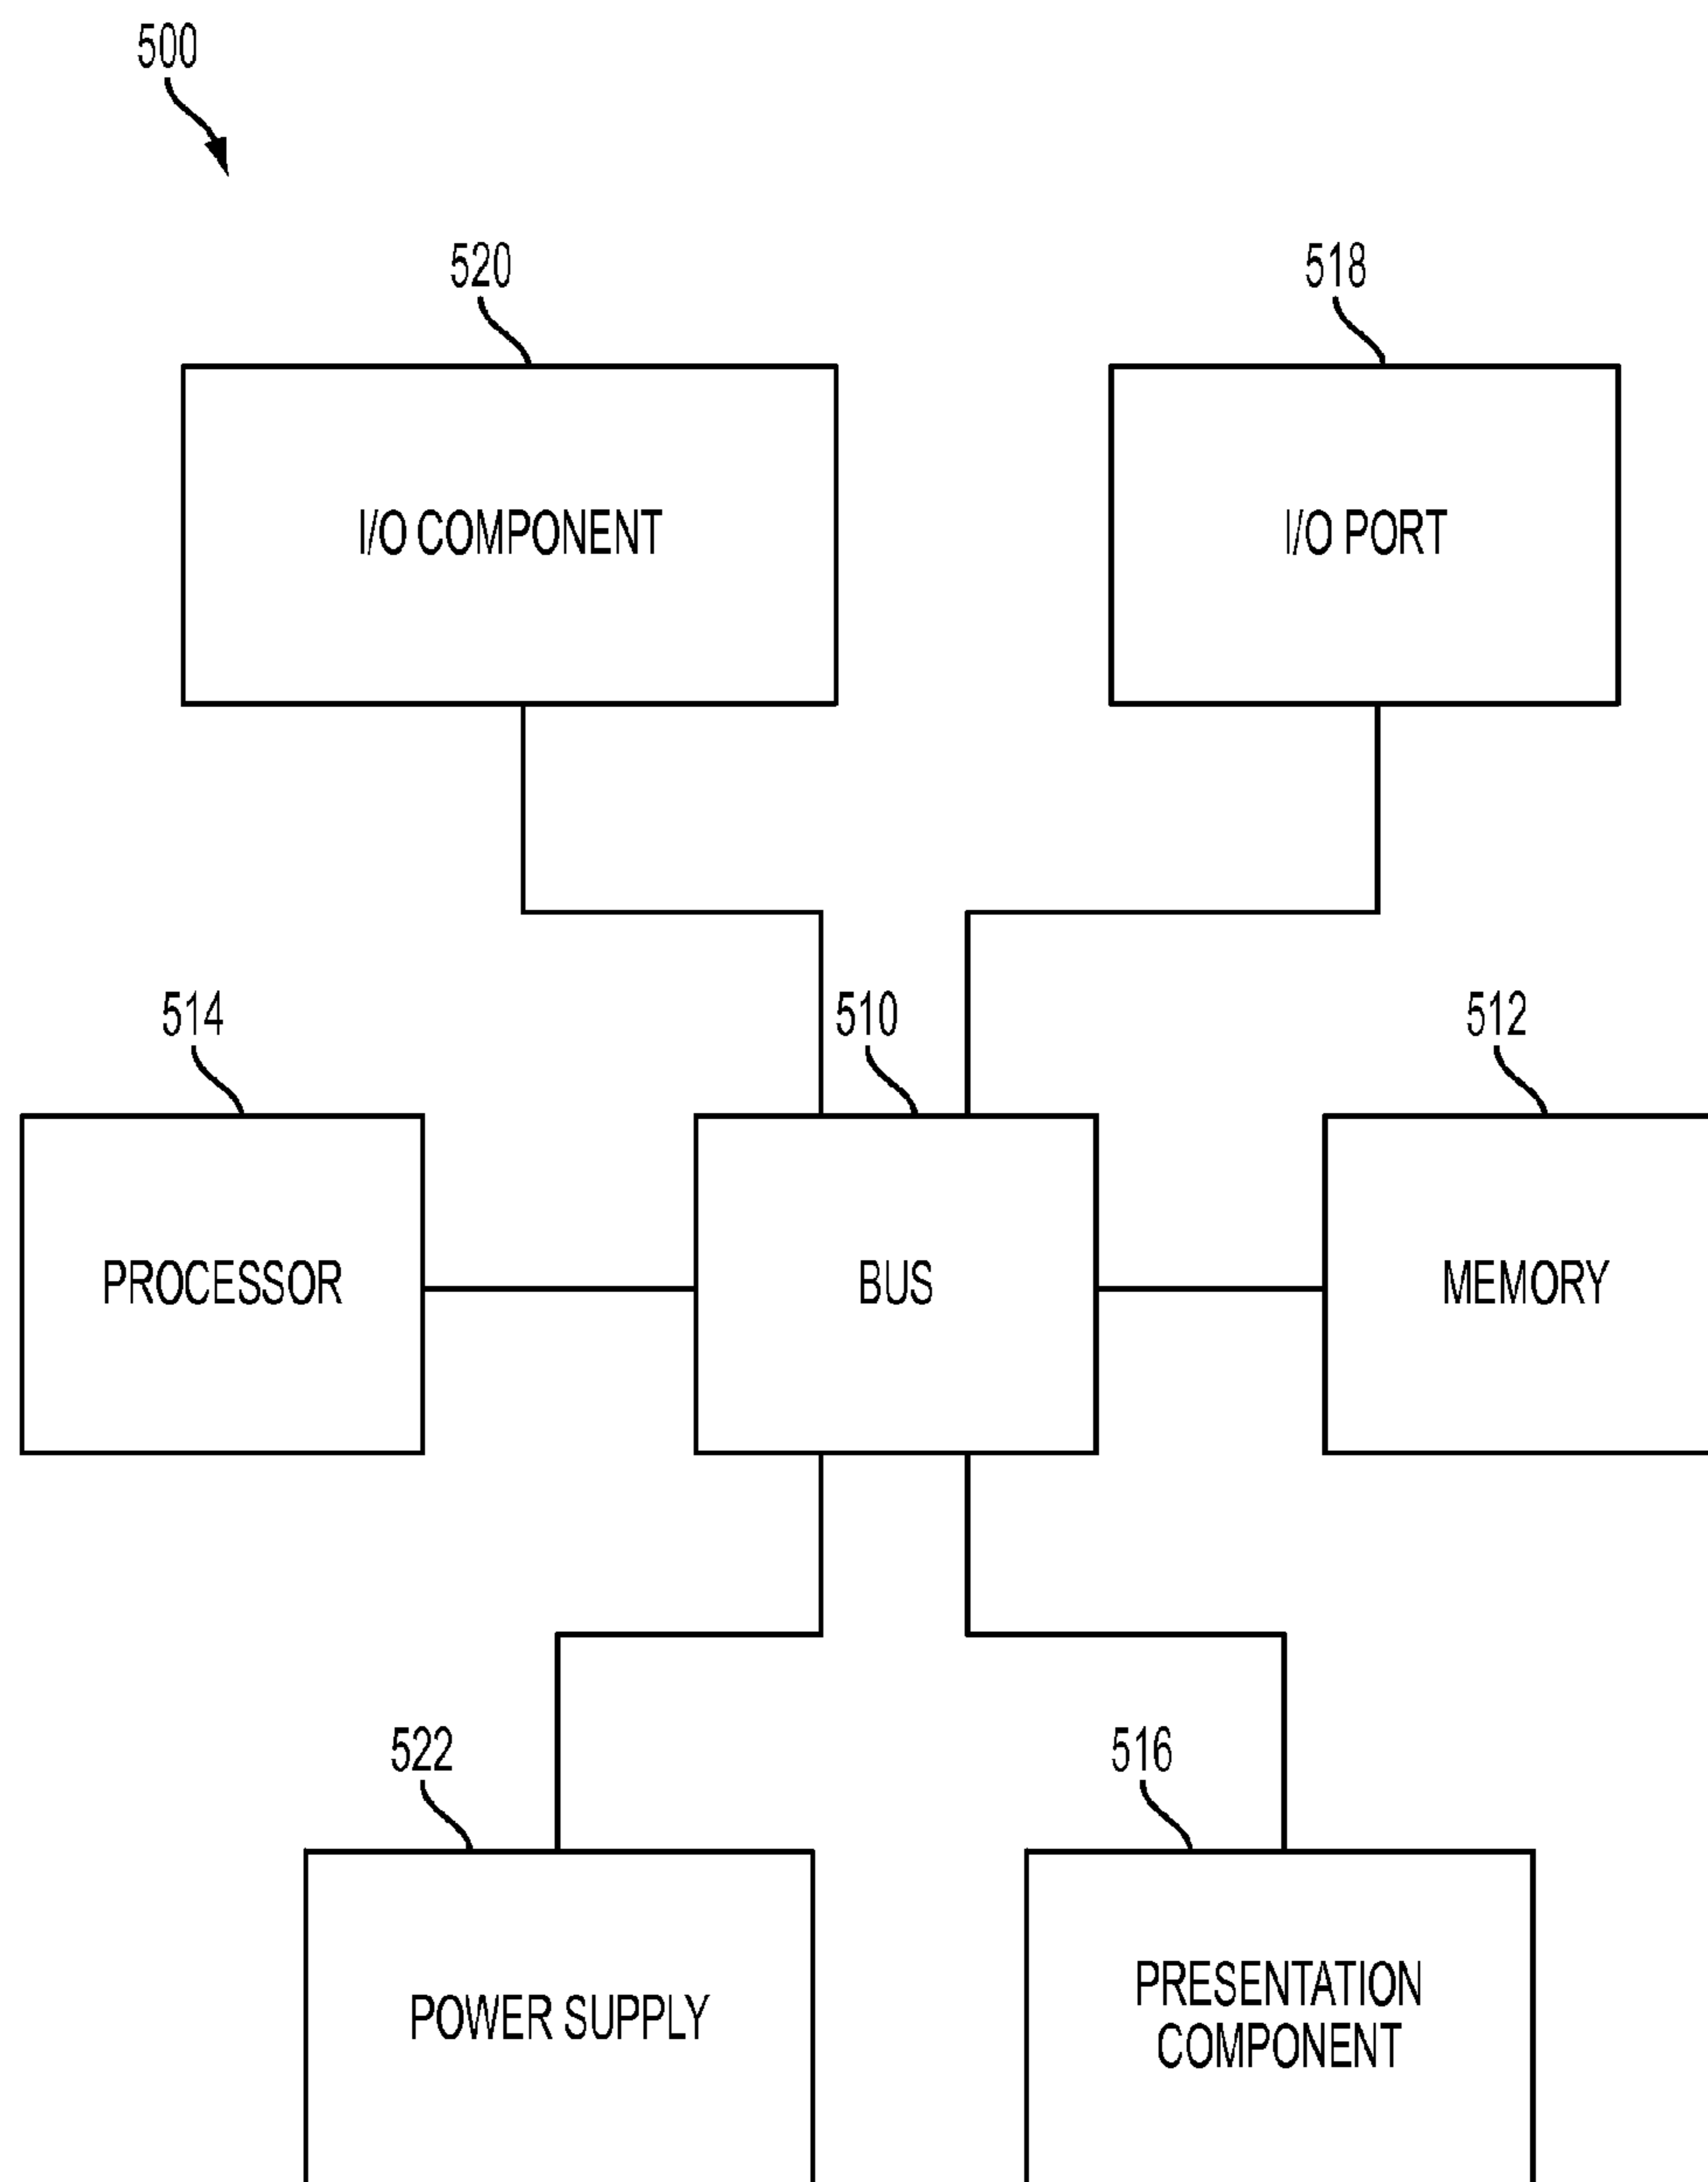 500
520
518
I/O COMPONENT
I/O PORT
514
510
512
PROCESSOR
BUS
MEMORY
522
516
POWER SUPPLY
PRESENTATION
COMPONENT